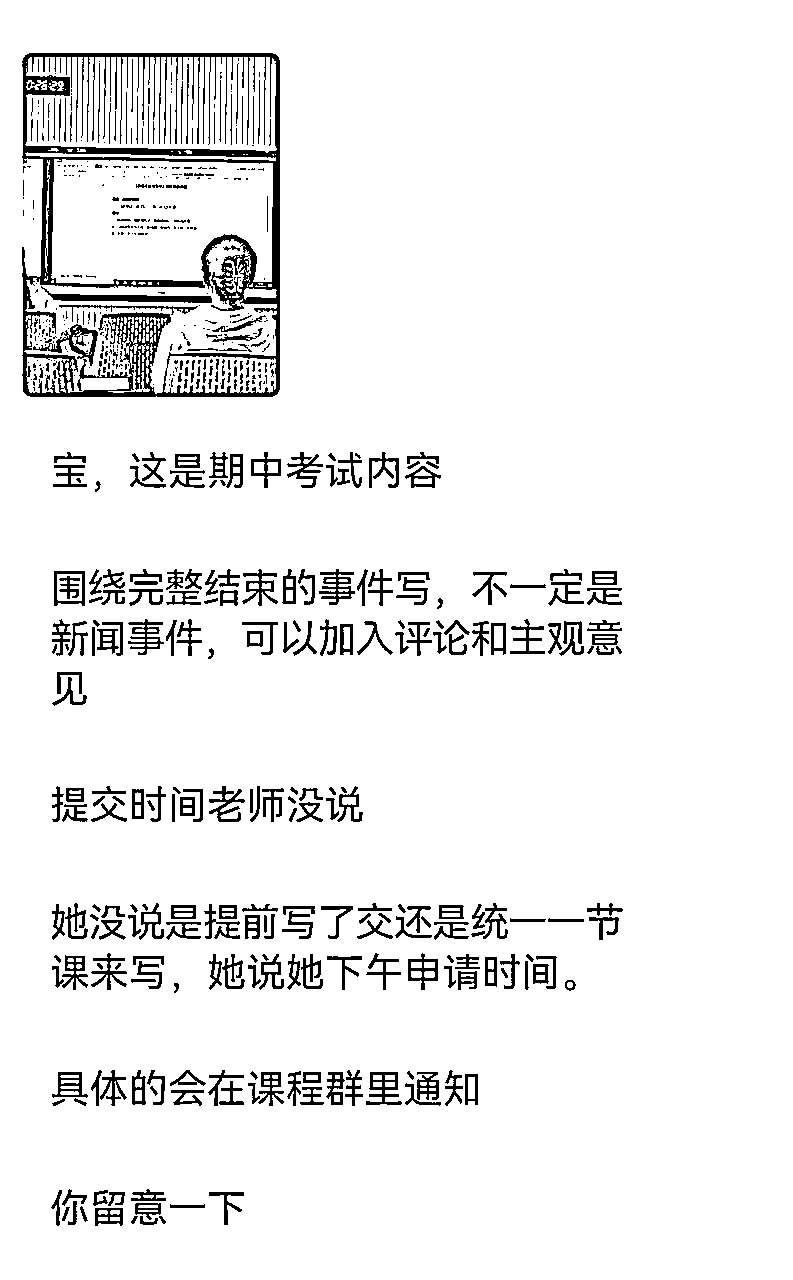 宝，这是期中考试内容
围绕完整结束的事件写，不一定是
新闻事件，可以加入评论和主观意
见
提交时间老师没说
她没说是提前写了交还是统一一节
课来写，她说她下午申请时间。
具体的会在课程群里通知
你留意一下